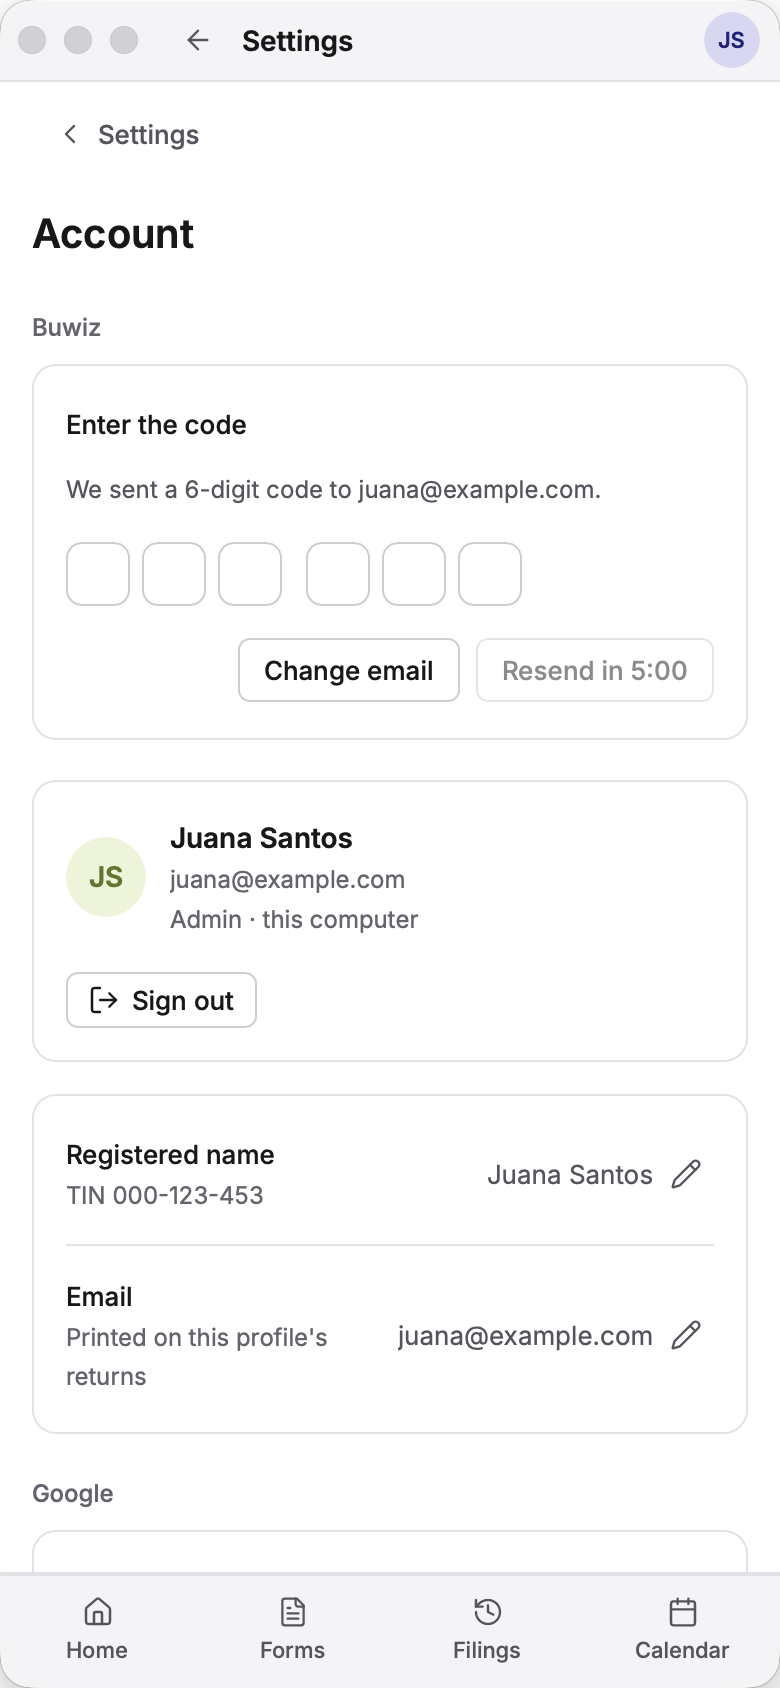 Settings
JS
Settings
Account
Buwiz
Enter the code
We sent a 6-digit code to juana@example.com.
Change email
Resend in 5:00
JS
Juana Santos
juana@example.com
Admin · this computer
Sign out
Registered name
TIN 000-123-453
Juana Santos
Email
Printed on this profile's
returns
juana@example.com
Google
Home
Forms
Filings
Calendar